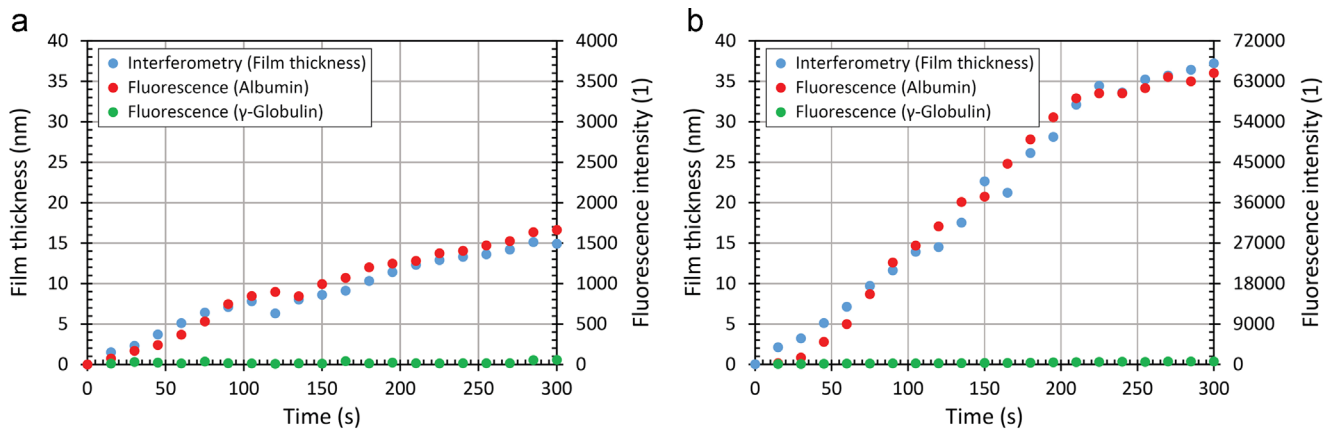 a
40
35
30
25
20
15
10
5
0
Film thickness (nm)
Interferometry (Film thickness)
Fluorescence (Albumin)
Fluorescence (γ-Globulin)
4000
3500
3000
2500
2000
1500
1000
500
0
Fluorescence intensity (1)
0 50 100 150 200 250 300
Time (s)
b
40
35
30
25
20
15
10
5
0
Film thickness (nm)
Interferometry (Film thickness)
Fluorescence (Albumin)
Fluorescence (γ-Globulin)
72000
63000
54000
45000
36000
27000
18000
9000
0
Fluorescence intensity (1)
0 50 100 150 200 250 300
Time (s)